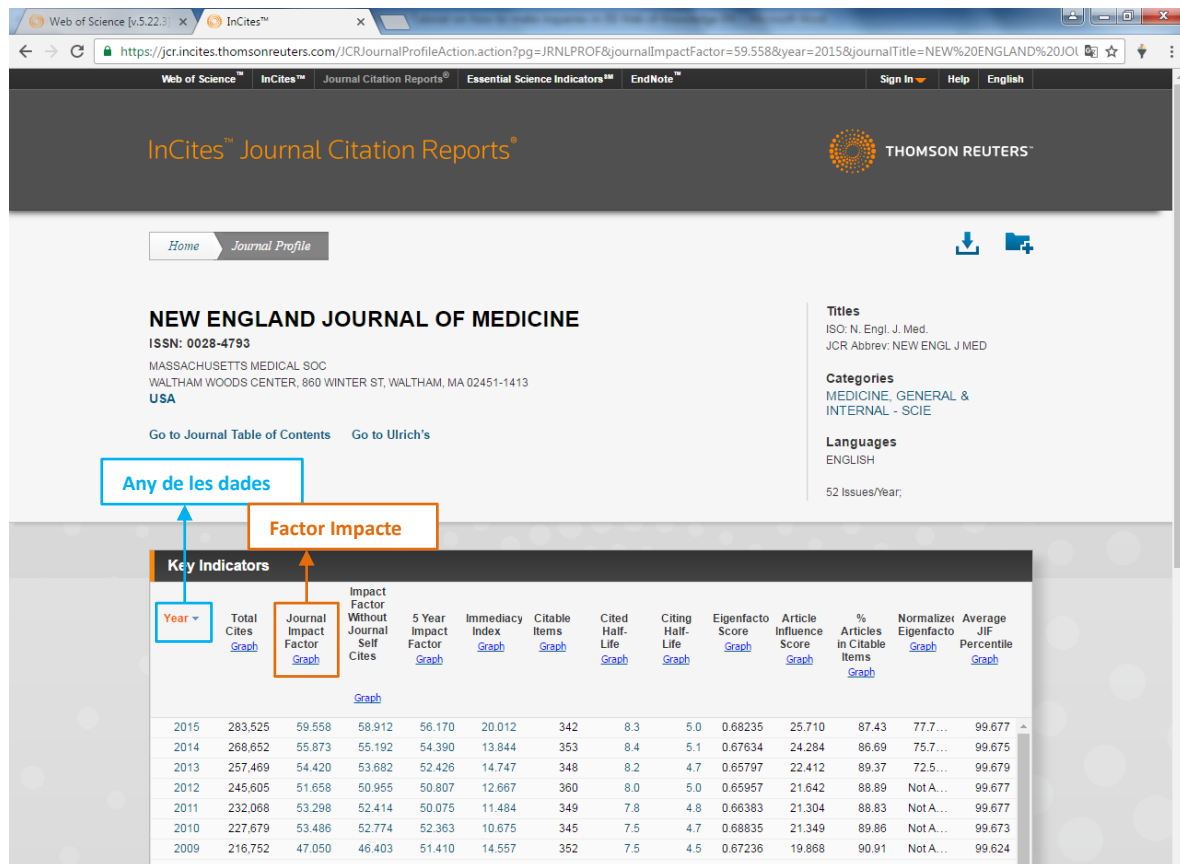 Web of Science [v.5.22.3]
InCites™
https://jcr.incites.thomsonreuters.com/JCRJournalProfileAction.action?pg=JRNLPROF&journalImpactFactor=59.558&year=2015&journalTitle=NEW%20ENGLAND%20JOU
Web of Science™ InCites™ Journal Citation Reports® Essential Science Indicators℠ EndNote™ Sign In Help English
InCites™ Journal Citation Reports®
THOMSON REUTERS™
Home Journal Profile
NEW ENGLAND JOURNAL OF MEDICINE
ISSN: 0028-4793
MASSACHUSETTS MEDICAL SOC
WALTHAM WOODS CENTER, 860 WINTER ST, WALTHAM, MA 02451-1413
USA
Go to Journal Table of Contents Go to Ulrich's
Titles
ISO: N. Engl. J. Med.
JCR Abbrev: NEW ENGL J MED
Categories
MEDICINE, GENERAL &
INTERNAL - SCIE
Languages
ENGLISH
52 Issues/Year;
Any de les dades
Factor Impacte
Key Indicators
Year
Total
Cites
Graph
Journal
Impact
Factor
Graph
Impact
Factor
Without
Journal
Self
Cites
Graph
5 Year
Impact
Factor
Graph
Immediacy
Index
Graph
Citable
Items
Graph
Cited
Half-
Life
Graph
Citing
Half-
Life
Graph
Eigenfacto
Score
Graph
Article
Influence
Score
Graph
%
Articles
in Citable
Items
Graph
Normalize
Eigenfacto
Graph
Average
JIF
Percentile
Graph
2015 283,525 59.558 58.912 56.170 20.012 342 8.3 5.0 0.68235 25.710 87.43 77.7... 99.677
2014 268,652 55.873 55.192 54.390 13.844 353 8.4 5.1 0.67634 24.284 86.69 75.7... 99.675
2013 257,469 54.420 53.682 52.426 14.747 348 8.2 4.7 0.65797 22.412 89.37 72.5... 99.679
2012 245,605 51.658 50.955 50.807 12.667 360 8.0 5.0 0.65957 21.642 88.89 Not A... 99.677
2011 232,068 53.298 52.414 50.075 11.484 349 7.8 4.8 0.66383 21.304 88.83 Not A... 99.677
2010 227,679 53.486 52.774 52.363 10.675 345 7.5 4.7 0.68835 21.349 89.86 Not A... 99.673
2009 216,752 47.050 46.403 51.410 14.557 352 7.5 4.5 0.67236 19.868 90.91 Not A... 99.624